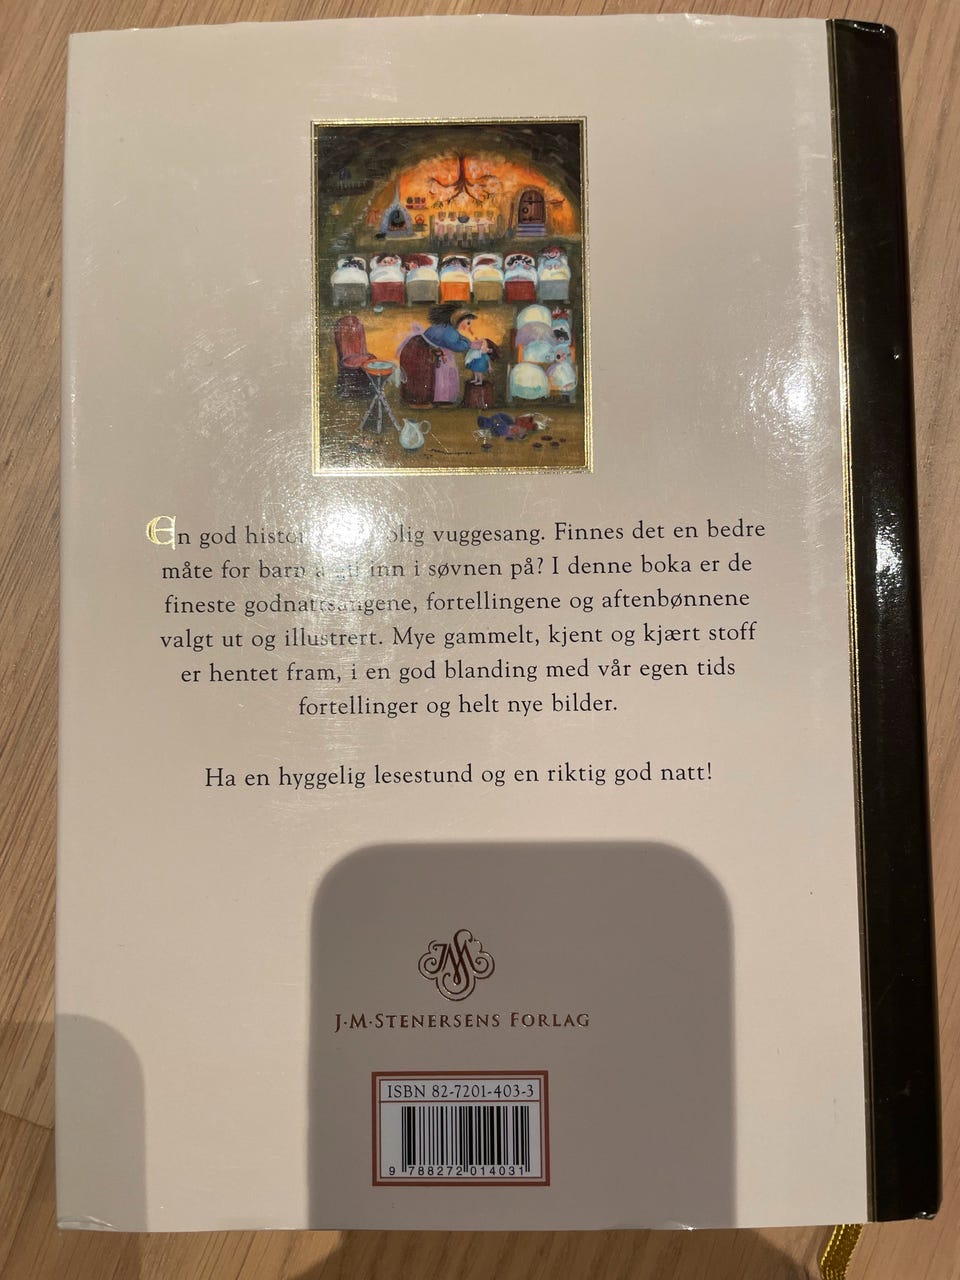 En god histo olig vuggesang. Finnes det en bedre
måte for barn å gli inn i søvnen på? I denne boka er de
fineste godnattsangene, fortellingene og aftenbønnene
valgt ut og illustrert. Mye gammelt, kjent og kjært stoff
er hentet fram, i en god blanding med vår egen tids
fortellinger og helt nye bilder.
Ha en hyggelig lesestund og en riktig god natt!
J·M·STENERSENS FORLAG
ISBN 82-7201-403-3
9 788272 014031